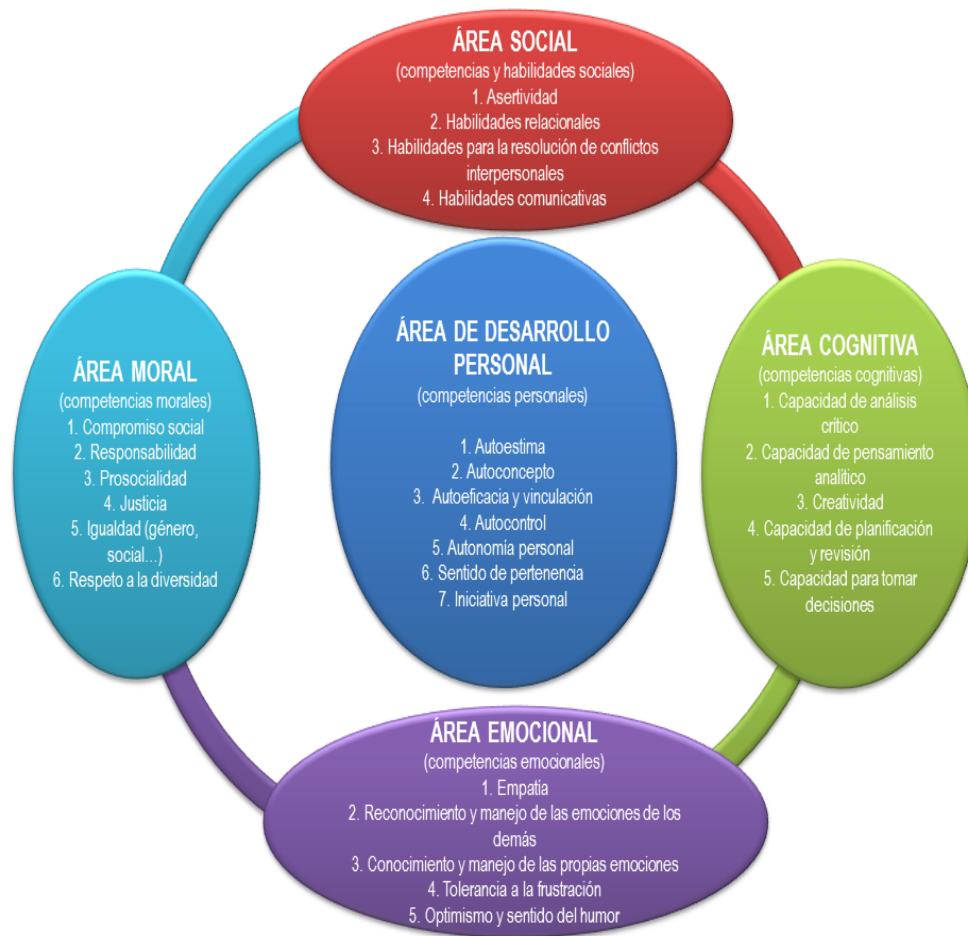 ÁREA SOCIAL
(competencias y habilidades sociales)
1. Asertividad
2. Habilidades relacionales
3. Habilidades para la resolución de conflictos
interpersonales
4. Habilidades comunicativas
ÁREA MORAL
(competencias morales)
1. Compromiso social
2. Responsabilidad
3. Prosocialidad
4. Justicia
5. Igualdad (género,
social...)
6. Respeto a la diversidad
ÁREA DE DESARROLLO
PERSONAL
(competencias personales)
1. Autoestima
2. Autoconcepto
3. Autoeficacia y vinculación
4. Autocontrol
5. Autonomía personal
6. Sentido de pertenencia
7. Iniciativa personal
ÁREA COGNITIVA
(competencias cognitivas)
1. Capacidad de análisis
crítico
2. Capacidad de pensamiento
analítico
3. Creatividad
4. Capacidad de planificación
y revisión
5. Capacidad para tomar
decisiones
ÁREA EMOCIONAL
(competencias emocionales)
1. Empatía
2. Reconocimiento y manejo de las emociones de los
demás
3. Conocimiento y manejo de las propias emociones
4. Tolerancia a la frustración
5. Optimismo y sentido del humor